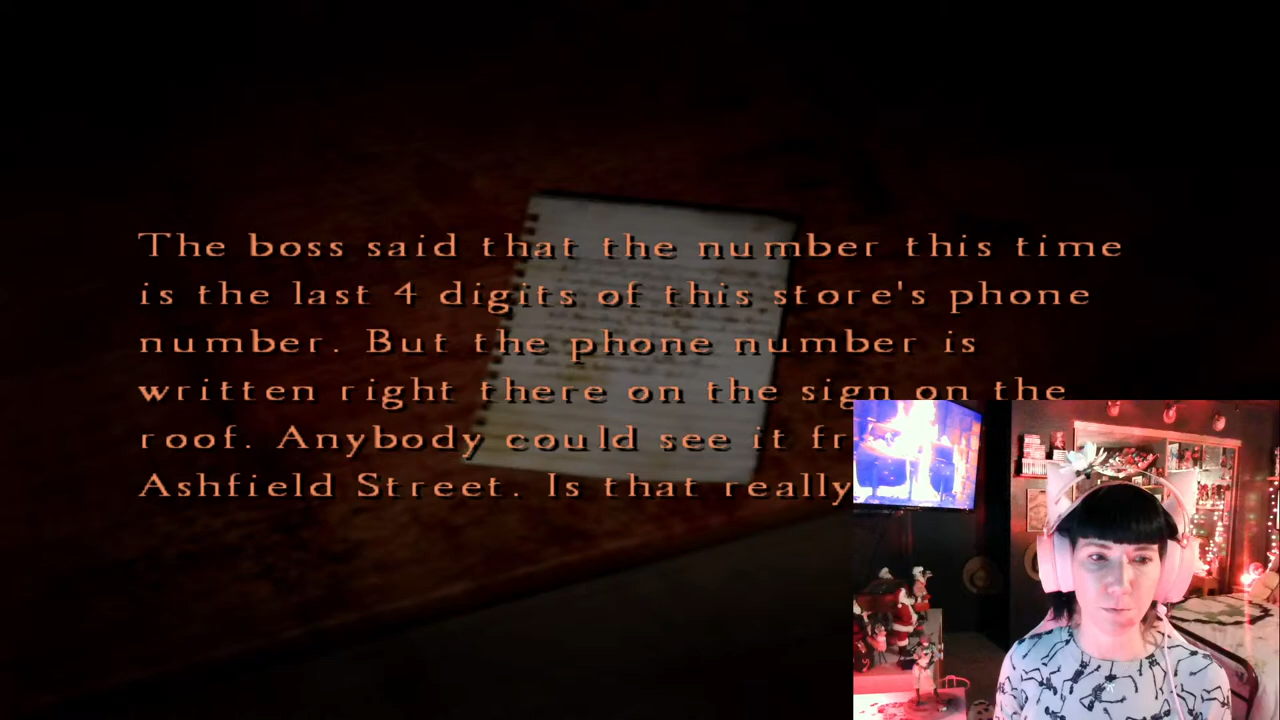 The boss said that the number this time
is the last 4 digits of this store's phone
number. But the phone number is
written right there on the sign on the
roof. Anybody could see it
Ashfield Street. Is that really